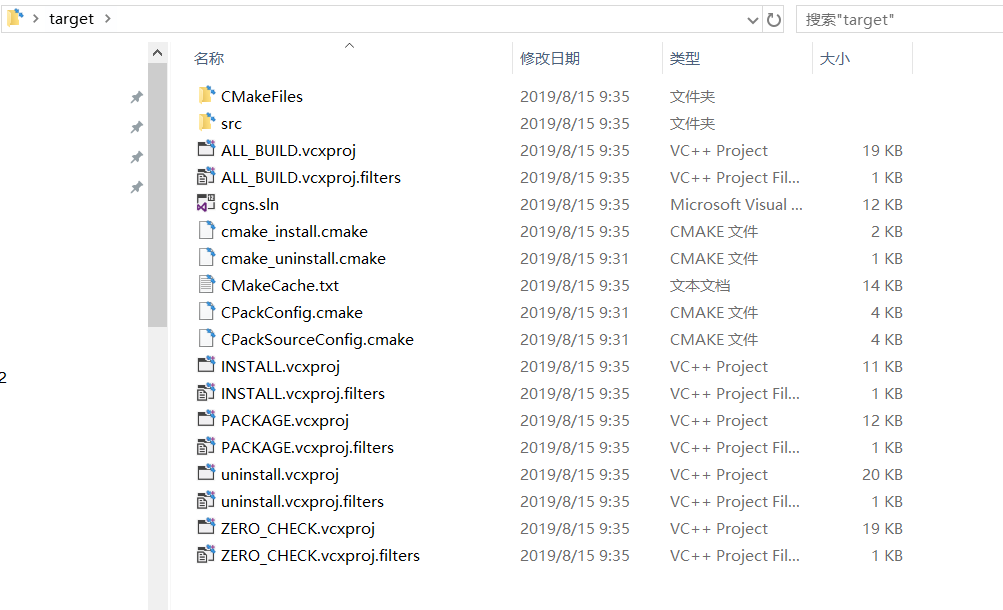 target
搜索"target"
名称 修改日期 类型 大小
CMakeFiles 2019/8/15 9:35 文件夹
src 2019/8/15 9:35 文件夹
ALL_BUILD.vcxproj 2019/8/15 9:35 VC++ Project 19 KB
ALL_BUILD.vcxproj.filters 2019/8/15 9:35 VC++ Project Fil... 1 KB
cgns.sln 2019/8/15 9:35 Microsoft Visual ... 12 KB
cmake_install.cmake 2019/8/15 9:35 CMAKE 文件 2 KB
cmake_uninstall.cmake 2019/8/15 9:31 CMAKE 文件 1 KB
CMakeCache.txt 2019/8/15 9:35 文本文档 14 KB
CPackConfig.cmake 2019/8/15 9:31 CMAKE 文件 4 KB
CPackSourceConfig.cmake 2019/8/15 9:31 CMAKE 文件 4 KB
INSTALL.vcxproj 2019/8/15 9:35 VC++ Project 11 KB
2
INSTALL.vcxproj.filters 2019/8/15 9:35 VC++ Project Fil... 1 KB
PACKAGE.vcxproj 2019/8/15 9:35 VC++ Project 12 KB
PACKAGE.vcxproj.filters 2019/8/15 9:35 VC++ Project Fil... 1 KB
uninstall.vcxproj 2019/8/15 9:35 VC++ Project 20 KB
uninstall.vcxproj.filters 2019/8/15 9:35 VC++ Project Fil... 1 KB
ZERO_CHECK.vcxproj 2019/8/15 9:35 VC++ Project 19 KB
ZERO_CHECK.vcxproj.filters 2019/8/15 9:35 VC++ Project Fil... 1 KB